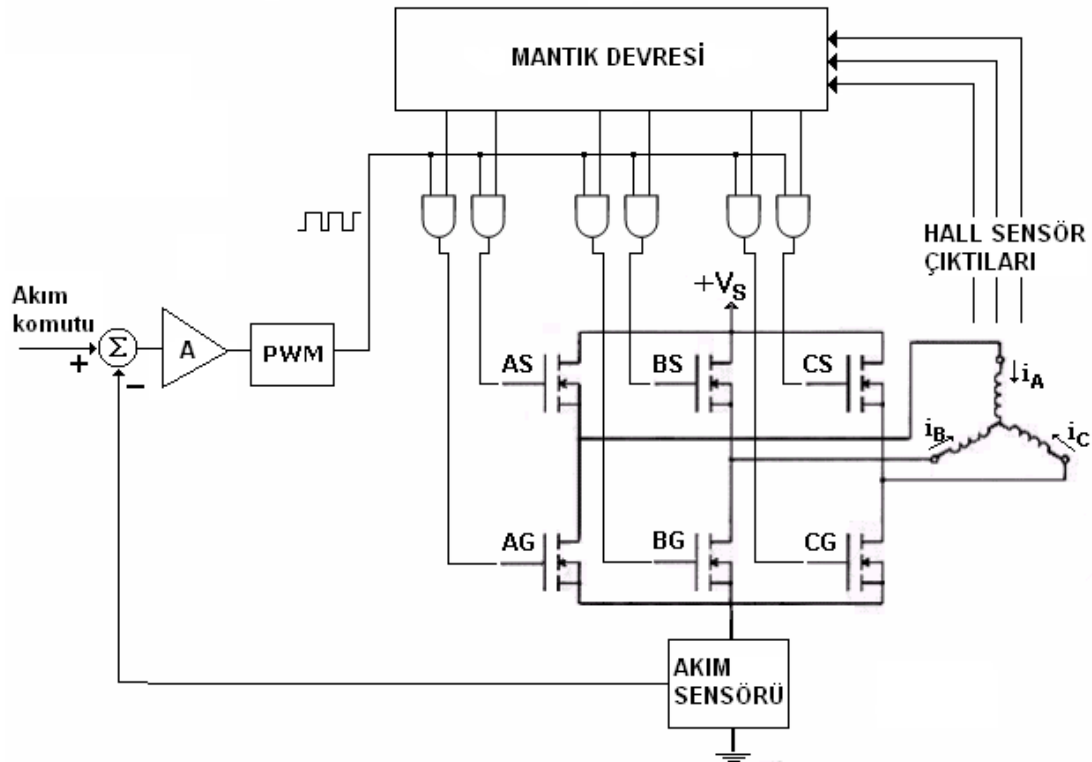 MANTIK DEVRESİ
HALL SENSÖR
ÇIKTILARI
Akım
komutu
+
Σ
−
A
PWM
+VS
AS
BS
CS
iA
iB
iC
AG
BG
CG
AKIM
SENSÖRÜ